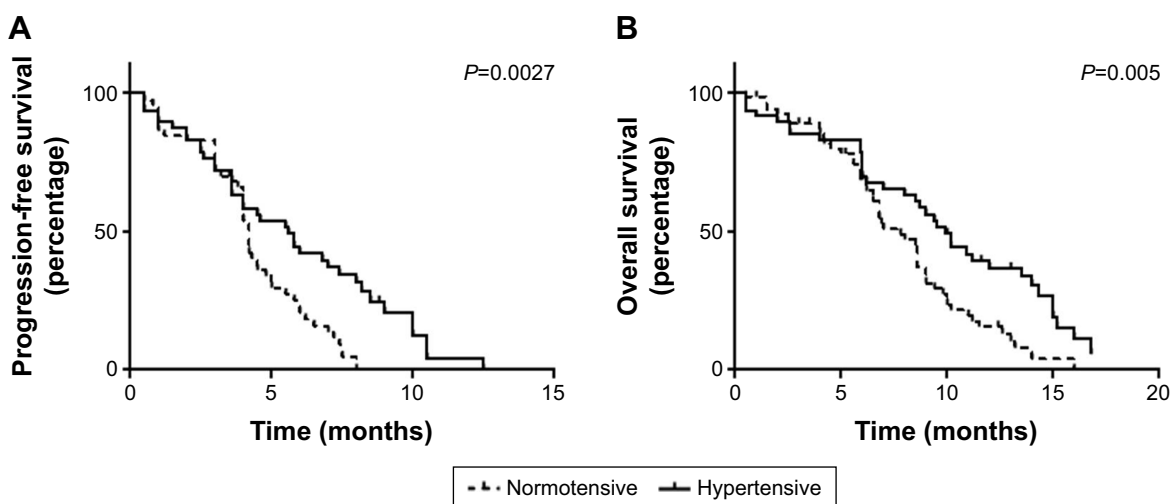 A
Progression-free survival
(percentage)
P=0.0027
100
50
0
0 5 10 15
Time (months)
B
Overall survival
(percentage)
P=0.005
100
50
0
0 5 10 15 20
Time (months)
Normotensive Hypertensive